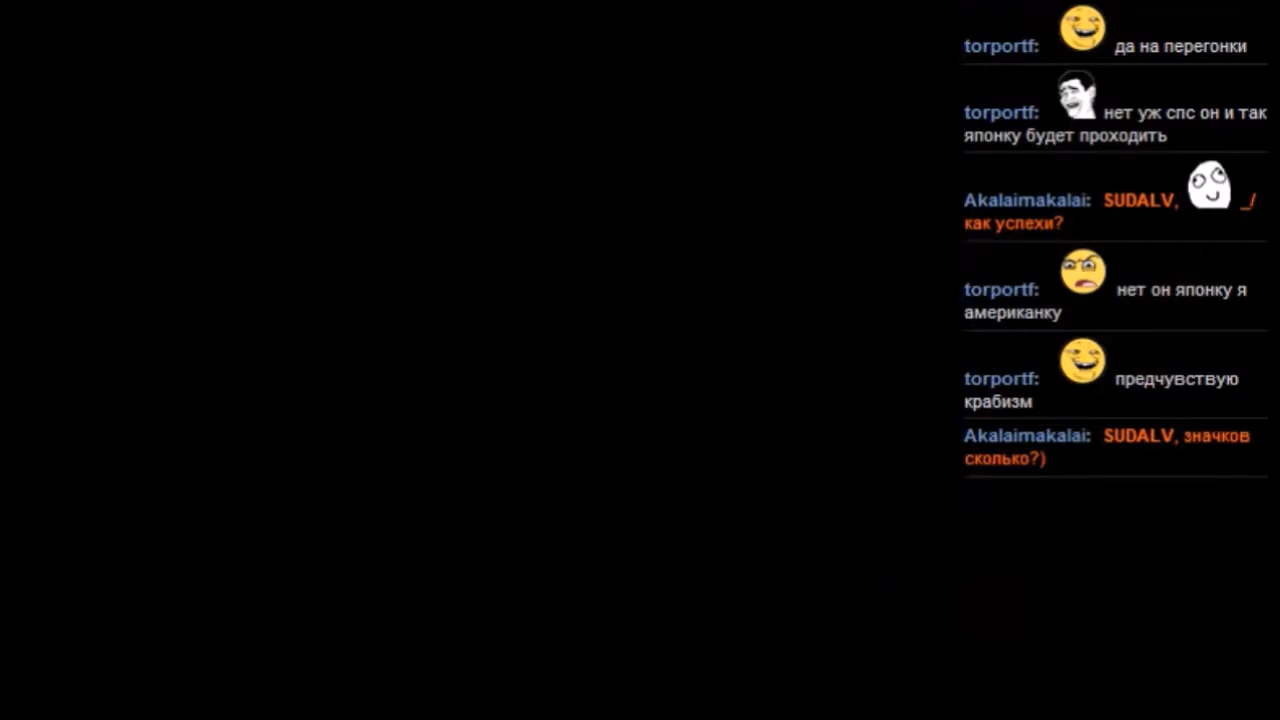 torportf: да на перегонки
torportf: нет уж спс он и так
японку будет проходить
Akalaimakalai: SUDALV, _/
как успехи?
torportf: нет он японку я
американку
torportf: предчувствую
крабизм
Akalaimakalai: SUDALV, значков
сколько?)